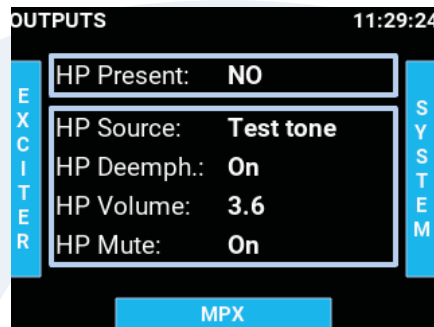 OUTPUTS 11:29:24
EXCITER
HP Present: NO
HP Source: Test tone
HP Deemph.: On
HP Volume: 3.6
HP Mute: On
SYSTEM
MPX